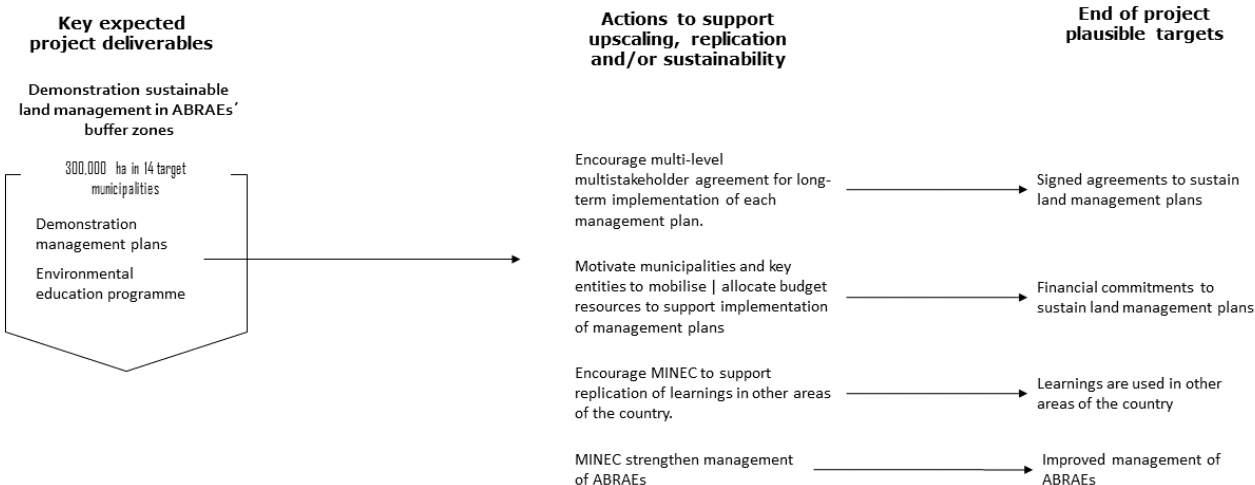 Key expected
project deliverables
Demonstration sustainable
land management in ABRAEs´
buffer zones
300,000 ha in 14 target
municipalities
Demonstration
management plans
Environmental
education programme
Actions to support
upscaling, replication
and/or sustainability
Encourage multi-level
multistakeholder agreement for long-
term implementation of each
management plan.
Motivate municipalities and key
entities to mobilise | allocate budget
resources to support implementation
of management plans
Encourage MINEC to support
replication of learnings in other areas
of the country.
MINEC strengthen management
of ABRAEs
End of project
plausible targets
Signed agreements to sustain
land management plans
Financial commitments to
sustain land management plans
Learnings are used in other
areas of the country
Improved management of
ABRAEs